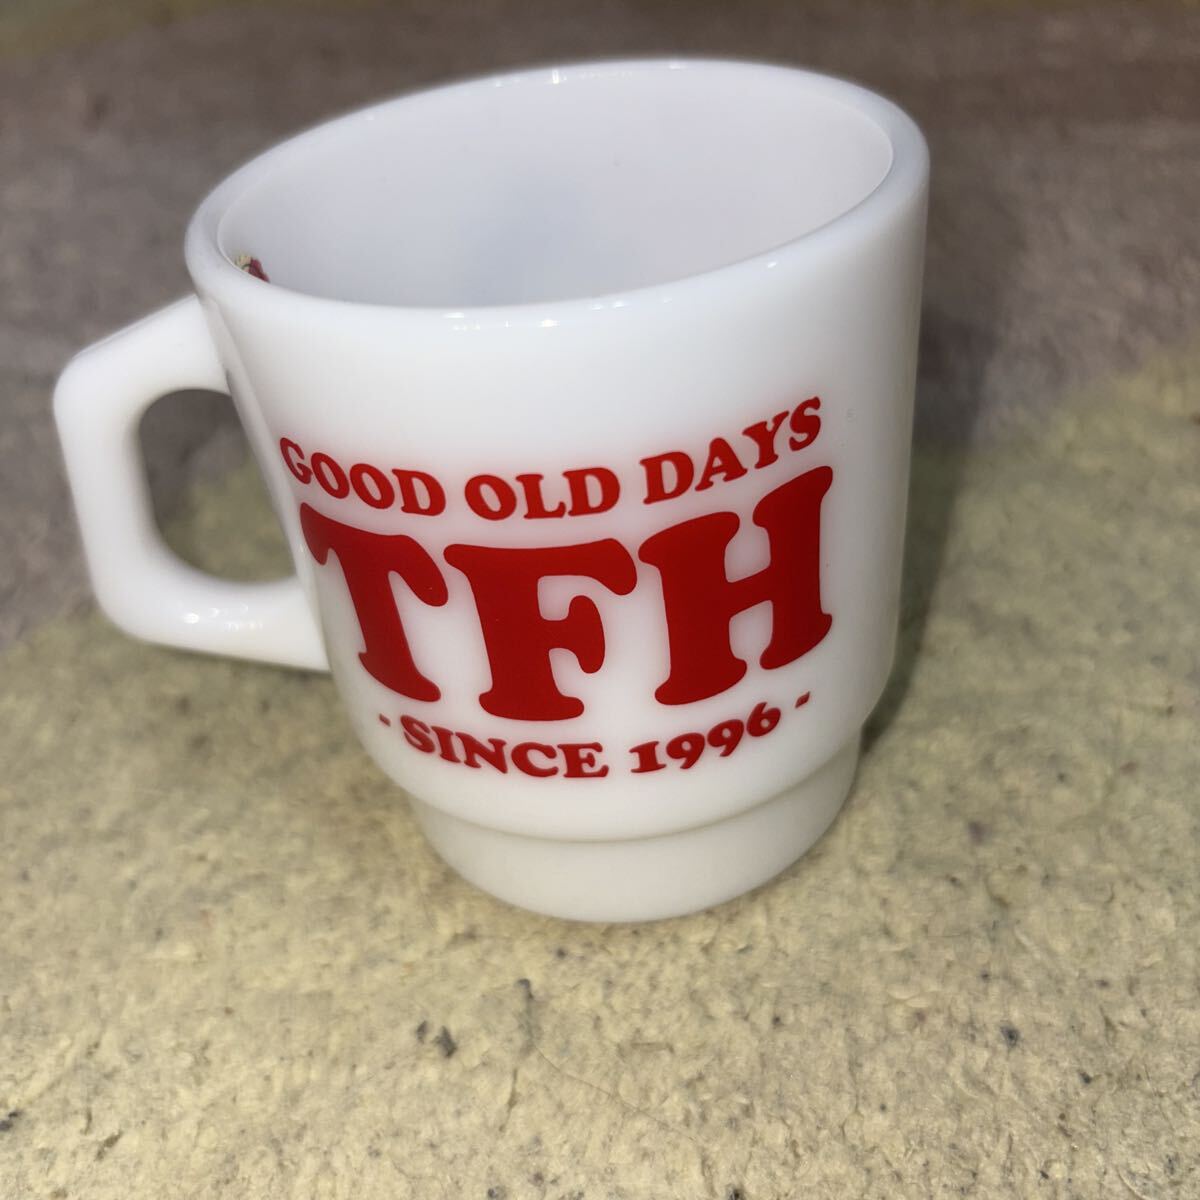 GOOD OLD DAYS
TFH
- SINCE 1996 -